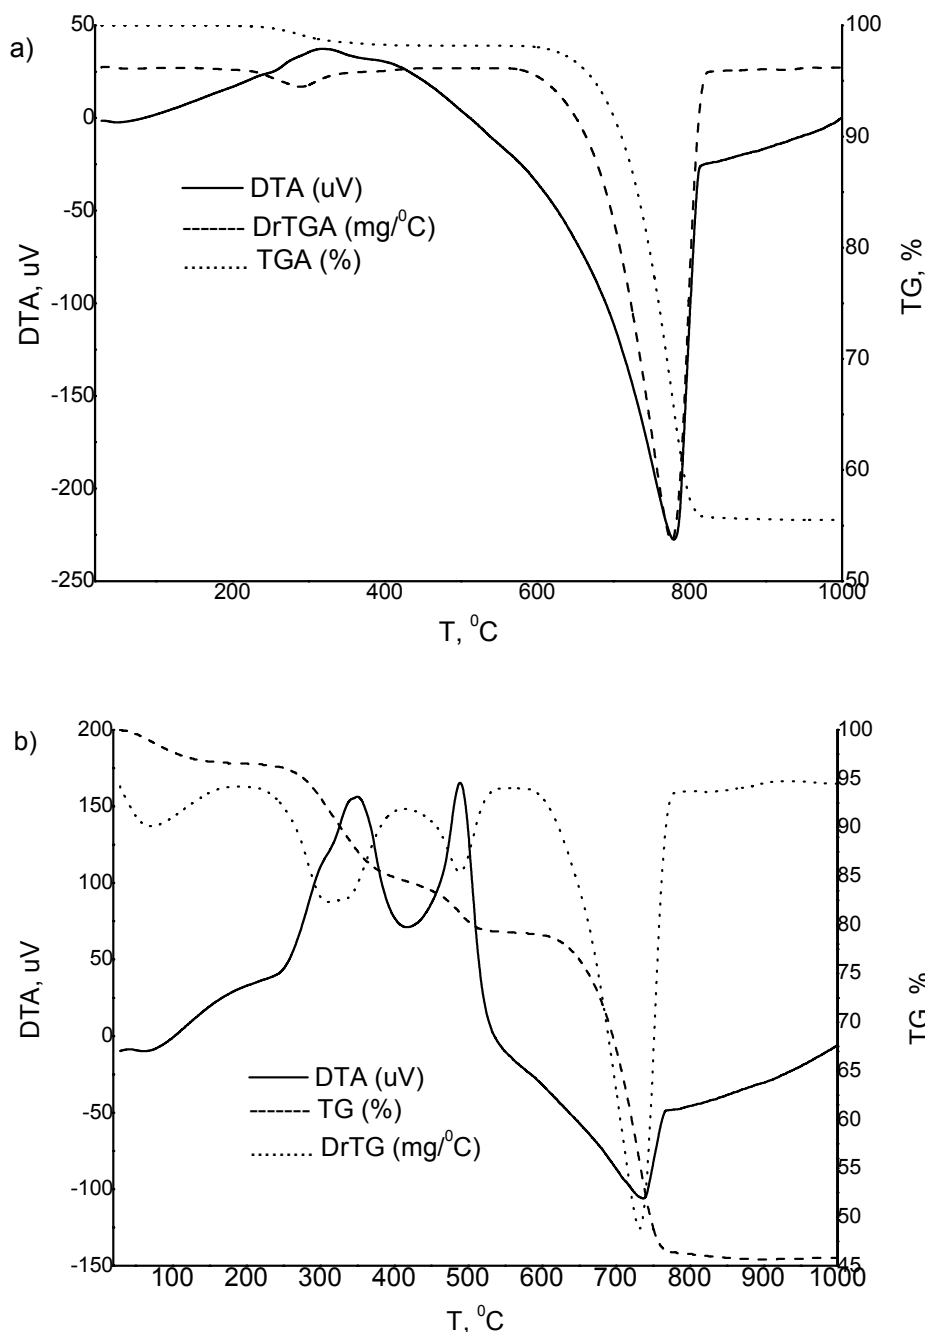 a)
50
0
-50
-100
-150
-200
-250
DTA, uV
DTA (uV)
DrTGA (mg/⁰C)
TGA (%)
100
90
80
70
60
50
TG, %
200 400 600 800 1000
T, ⁰C
b)
200
150
100
50
0
-50
-100
-150
DTA, uV
DTA (uV)
TG (%)
DrTG (mg/⁰C)
100
95
90
85
80
75
70
65
60
55
50
45
TG, %
100 200 300 400 500 600 700 800 900 1000
T, ⁰C